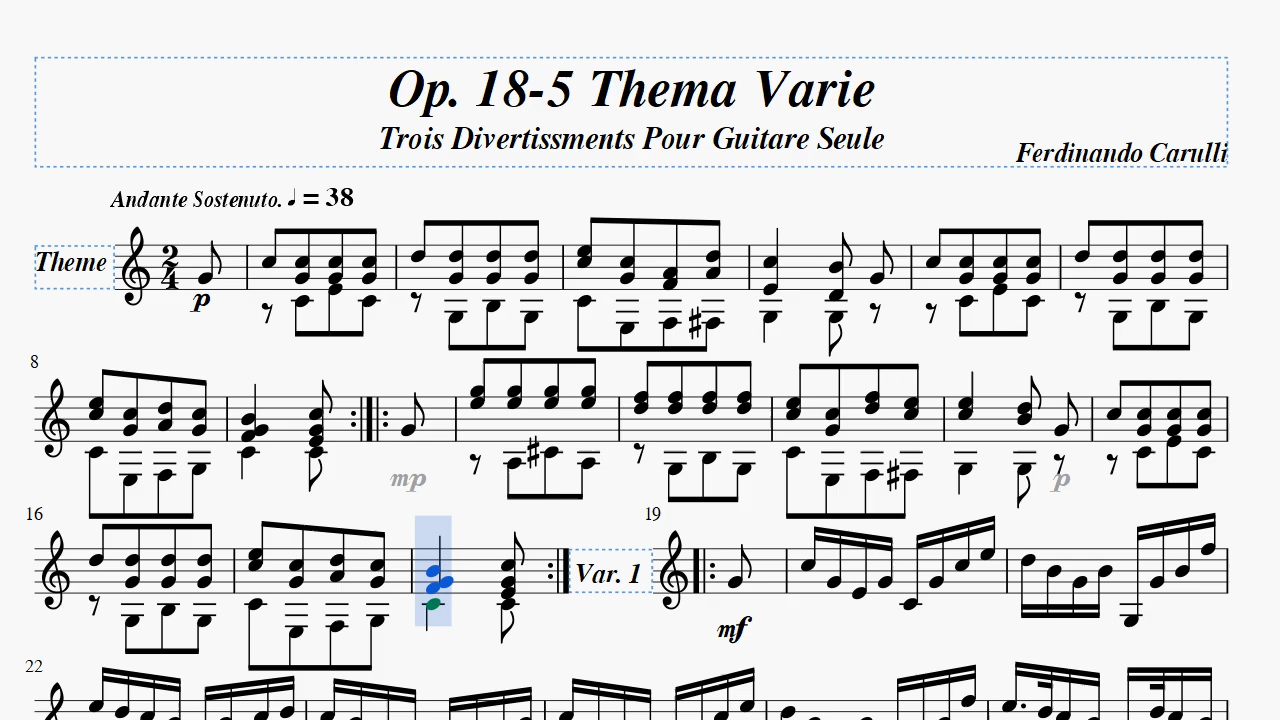 Op. 18-5 Thema Varie
Trois Divertissments Pour Guitare Seule
Ferdinando Carulli
Andante Sostenuto. ♩ = 38
Theme
2
4
p
8
mp
p
16
Var. 1
19
mf
22